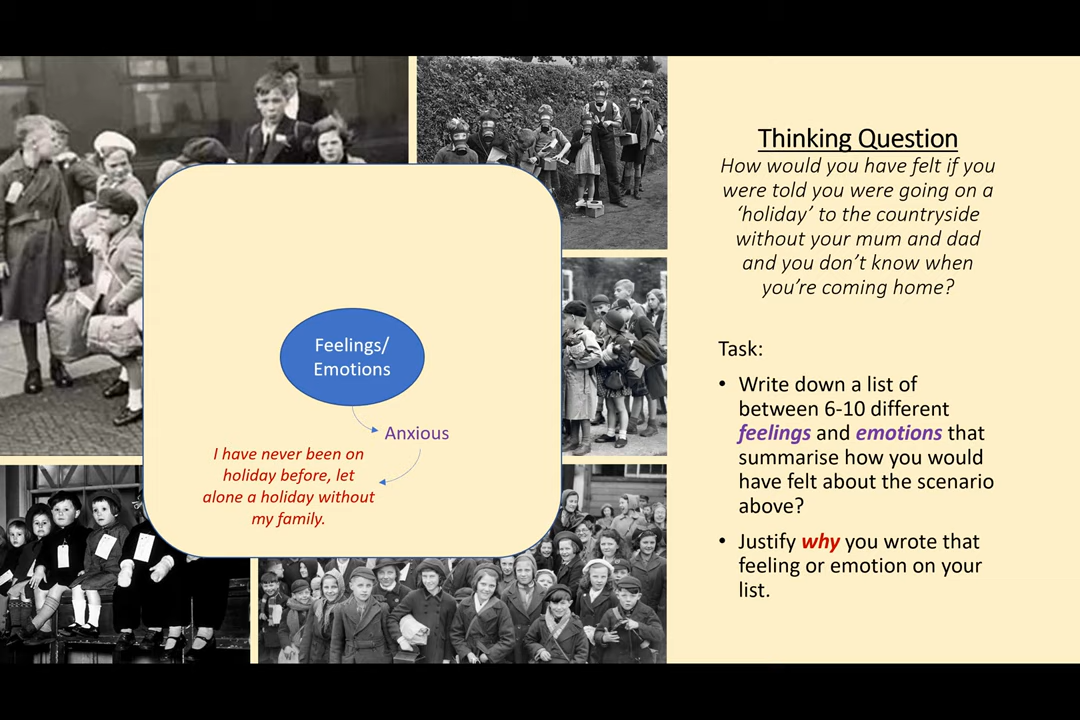 Thinking Question
How would you have felt if you
were told you were going on a
‘holiday’ to the countryside
without your mum and dad
and you don’t know when
you’re coming home?
Feelings/
Emotions
Anxious
I have never been on
holiday before, let
alone a holiday without
my family.
Task:
• Write down a list of
between 6-10 different
feelings and emotions that
summarise how you would
have felt about the scenario
above?
• Justify why you wrote that
feeling or emotion on your
list.